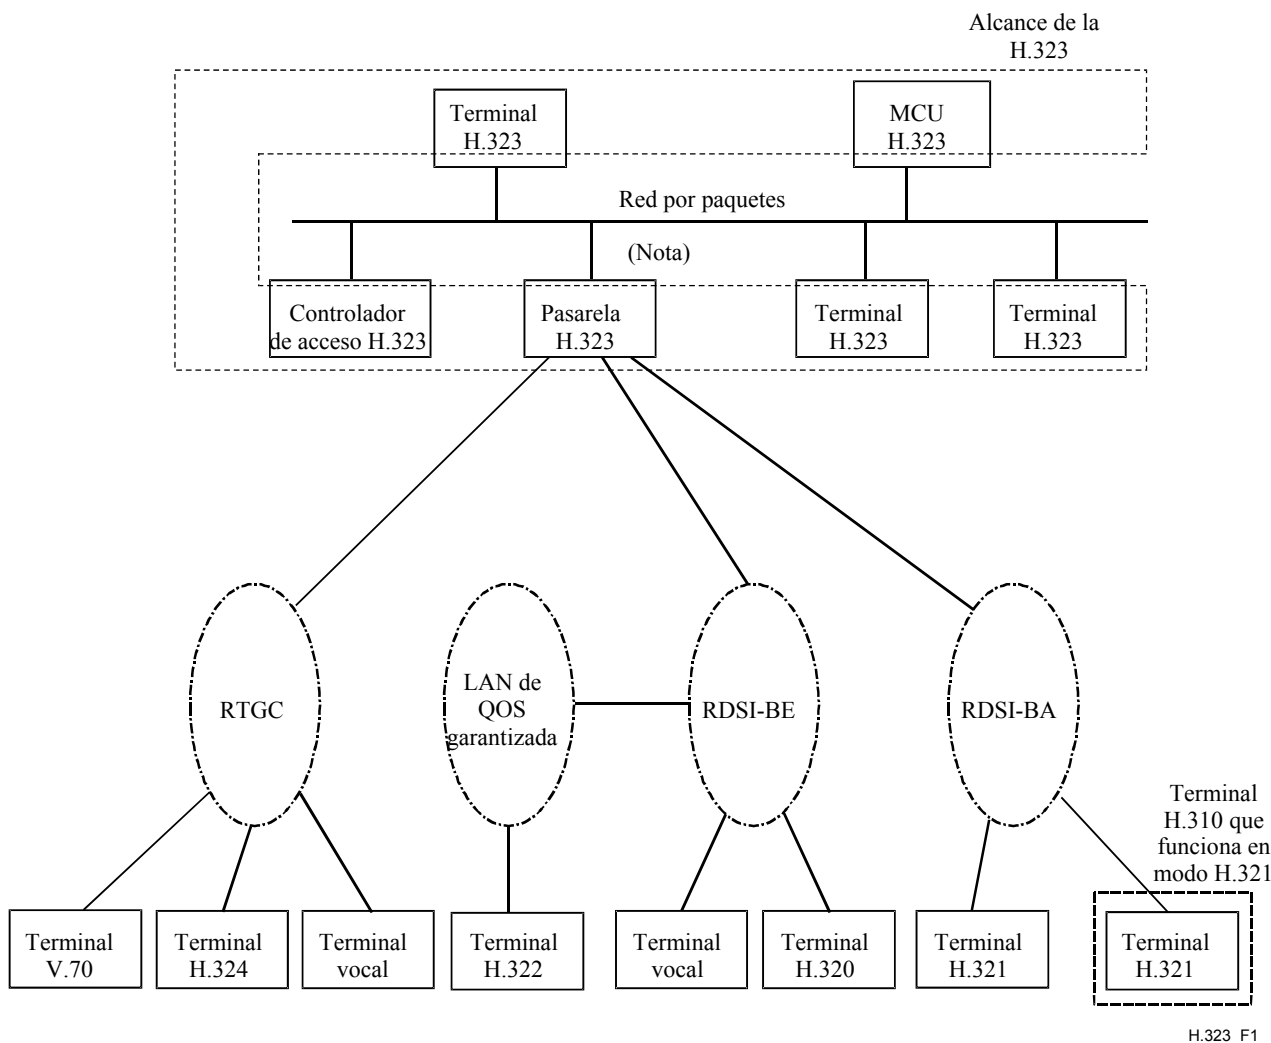 Alcance de la
H.323
Terminal
H.323
MCU
H.323
Red por paquetes
(Nota)
Controlador
de acceso H.323
Pasarela
H.323
Terminal
H.323
Terminal
H.323
RTGC
LAN de
QOS
garantizada
RDSI-BE
RDSI-BA
Terminal
H.310 que
funciona en
modo H.321
Terminal
V.70
Terminal
H.324
Terminal
vocal
Terminal
H.322
Terminal
vocal
Terminal
H.320
Terminal
H.321
Terminal
H.321
H.323_F1